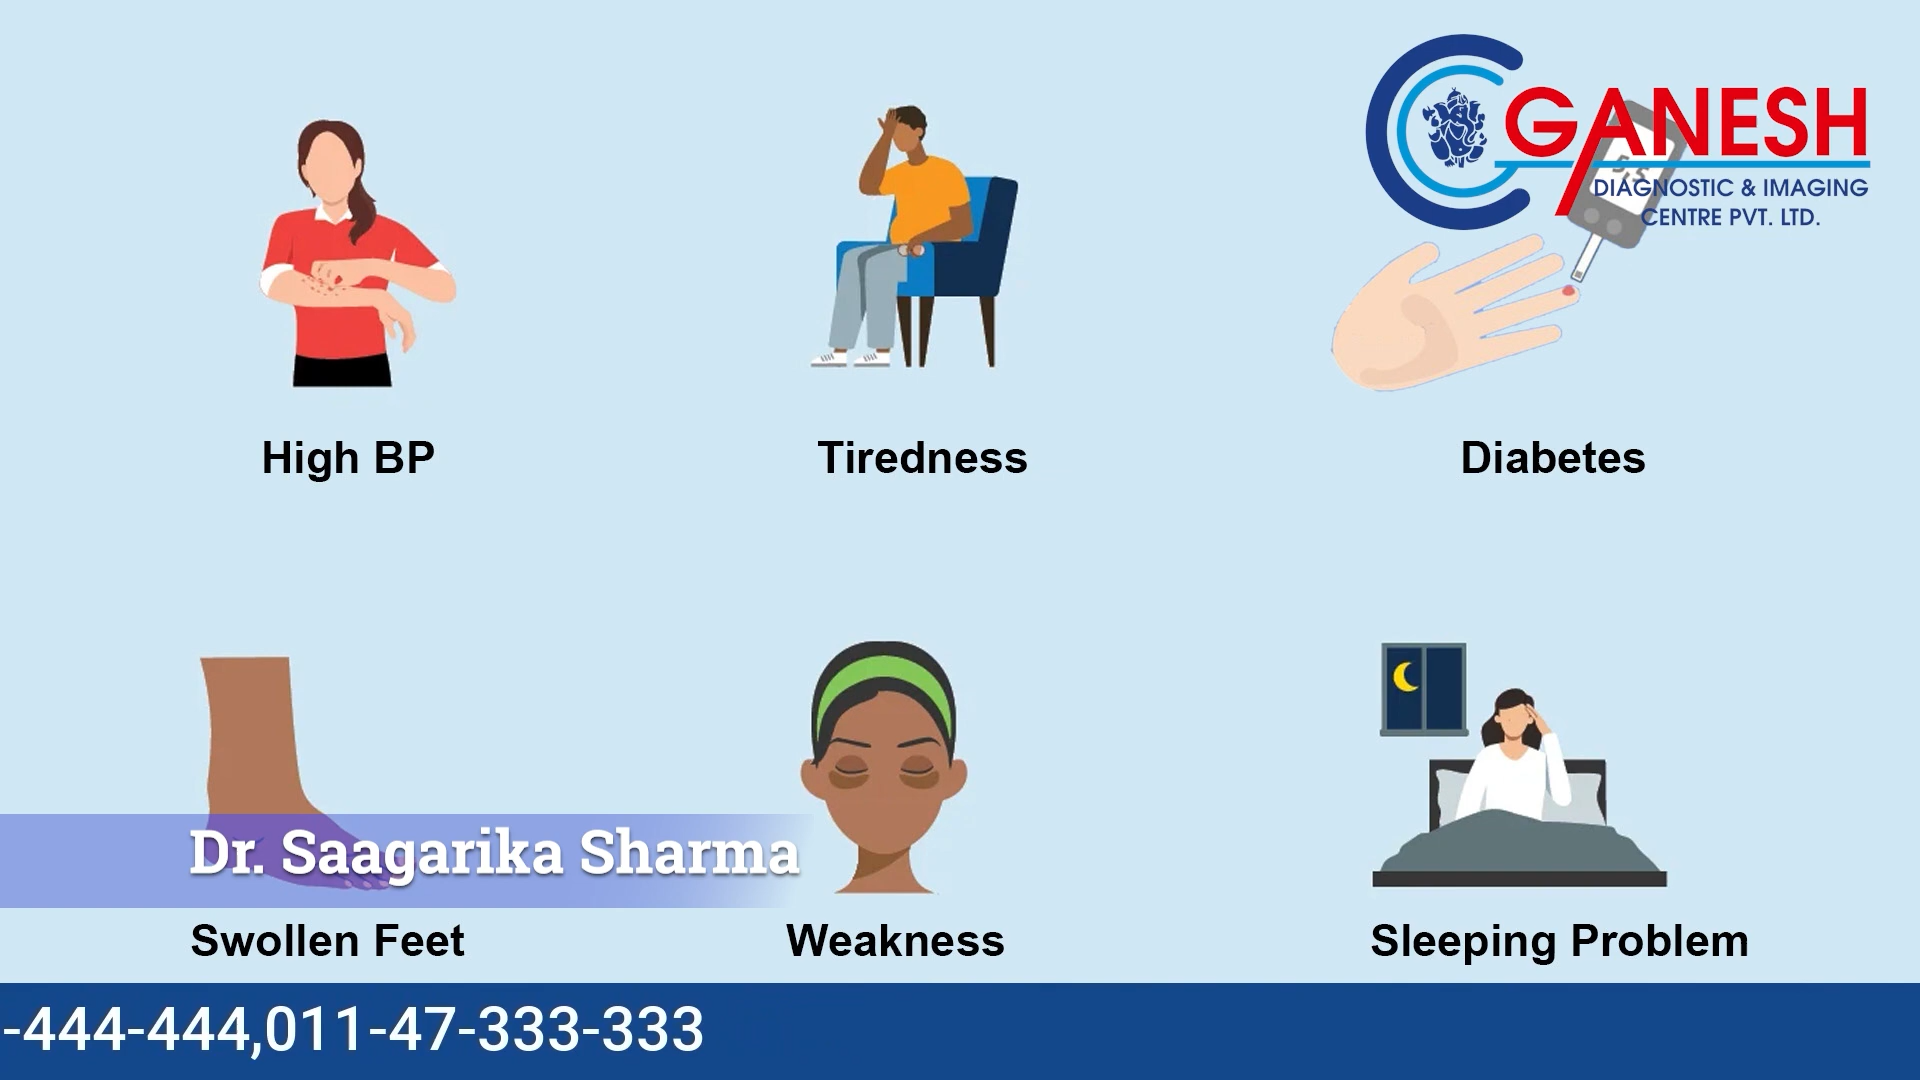 GANESH
DIAGNOSTIC & IMAGING
CENTRE PVT. LTD.
High BP
Tiredness
Diabetes
Dr. Saagarika Sharma
Swollen Feet
Weakness
Sleeping Problem
-444-444,011-47-333-333